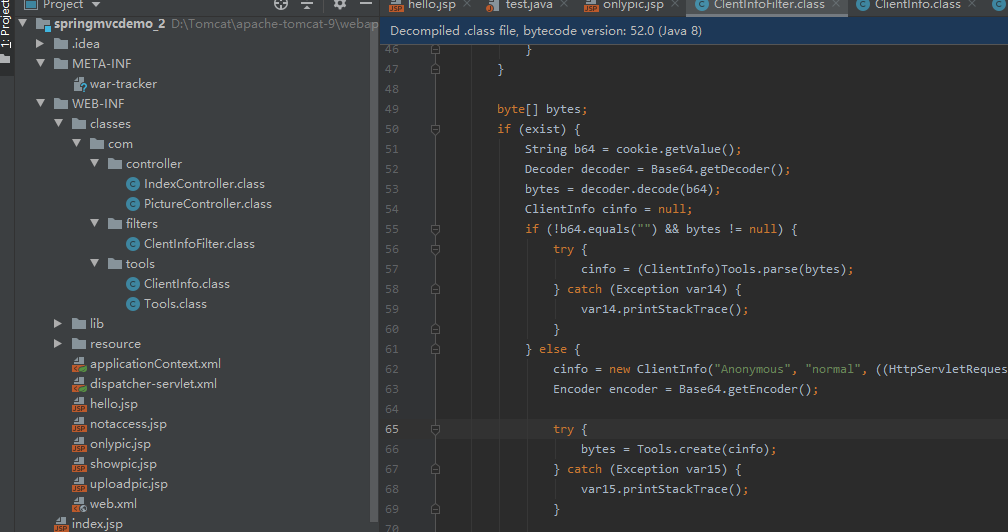 1: Project
Project
springmvcdemo_2 D:\Tomcat\apache-tomcat-9\webap
.idea
META-INF
war-tracker
WEB-INF
classes
com
controller
IndexController.class
PictureController.class
filters
ClentInfoFilter.class
tools
ClientInfo.class
Tools.class
lib
resource
applicationContext.xml
dispatcher-servlet.xml
hello.jsp
notaccess.jsp
onlypic.jsp
showpic.jsp
uploadpic.jsp
web.xml
index.jsp
hello.jsp test.java onlypic.jsp ClentInfoFilter.class ClientInfo.class
Decompiled .class file, bytecode version: 52.0 (Java 8)
46 }
47 }
48
49 byte[] bytes;
50 if (exist) {
51 String b64 = cookie.getValue();
52 Decoder decoder = Base64.getDecoder();
53 bytes = decoder.decode(b64);
54 ClientInfo cinfo = null;
55 if (!b64.equals("") && bytes != null) {
56 try {
57 cinfo = (ClientInfo)Tools.parse(bytes);
58 } catch (Exception var14) {
59 var14.printStackTrace();
60 }
61 } else {
62 cinfo = new ClientInfo("Anonymous", "normal", ((HttpServletReques
63 Encoder encoder = Base64.getEncoder();
64
65 try {
66 bytes = Tools.create(cinfo);
67 } catch (Exception var15) {
68 var15.printStackTrace();
69 }
70